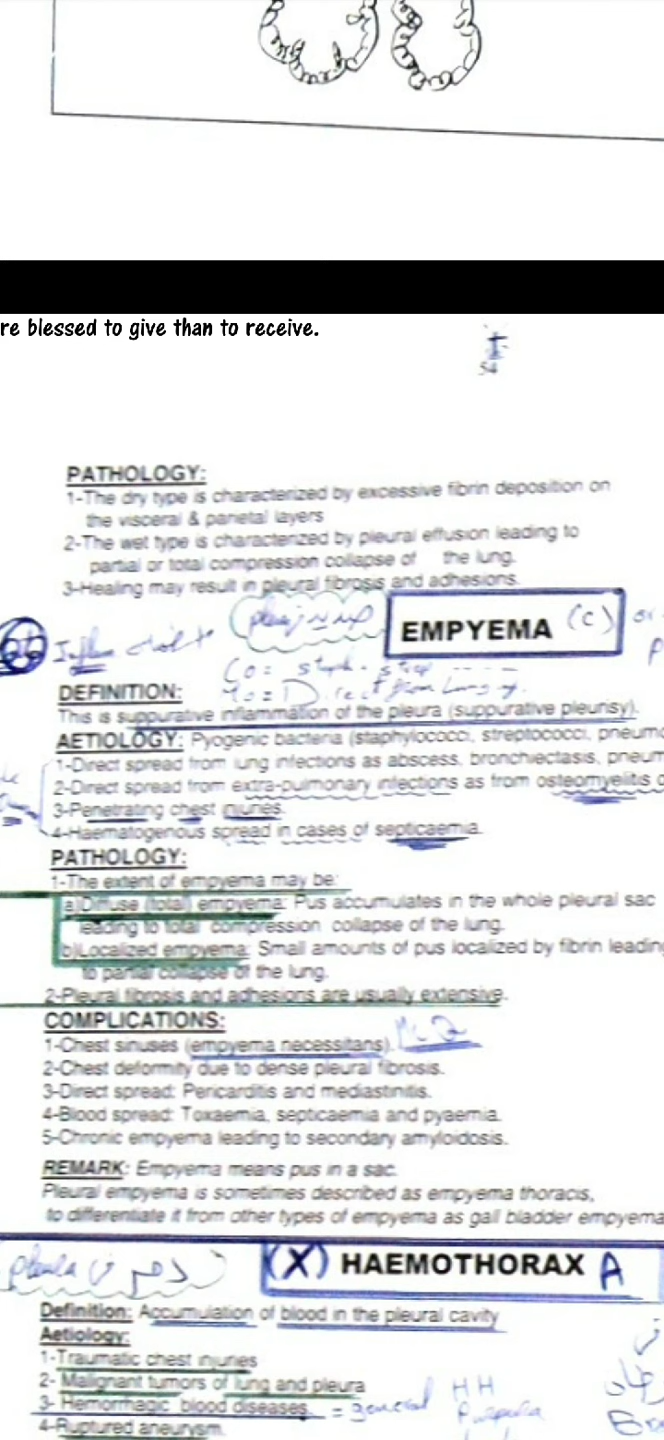 re blessed to give than to receive.
54
PATHOLOGY:
1-The dry type is characterized by excessive fibrin deposition on
the visceral & parietal layers
2-The wet type is characterized by pleural effusion leading to
partial or total compression collapse of the lung.
3-Healing may result in pleural fibrosis and adhesions.
EMPYEMA (C)
DEFINITION:
This is suppurative inflammation of the pleura (suppurative pleurisy).
AETIOLOGY: Pyogenic bacteria (staphylococci, streptococci, pneumo
1-Direct spread from lung infections as abscess, bronchiectasis, pneum
2-Direct spread from extra-pulmonary infections as from osteomyelitis o
3-Penetrating chest injuries.
4-Haematogenous spread in cases of septicaemia.
PATHOLOGY:
1-The extent of empyema may be:
a)Diffuse (total) empyema: Pus accumulates in the whole pleural sac
leading to total compression collapse of the lung.
b)Localized empyema: Small amounts of pus localized by fibrin leading
to partial collapse of the lung.
2-Pleural fibrosis and adhesions are usually extensive.
COMPLICATIONS:
1-Chest sinuses (empyema necessitans). McQ
2-Chest deformity due to dense pleural fibrosis.
3-Direct spread: Pericarditis and mediastinitis.
4-Blood spread: Toxaemia, septicaemia and pyaemia.
5-Chronic empyema leading to secondary amyloidosis.
REMARK: Empyema means pus in a sac.
Pleural empyema is sometimes described as empyema thoracis,
to differentiate it from other types of empyema as gall bladder empyema
(X) HAEMOTHORAX A
Definition: Accumulation of blood in the pleural cavity
Aetiology:
1-Traumatic chest injuries
2- Malignant tumors of lung and pleura
3- Hemorrhagic blood diseases. = general HH
Purpura
4-Ruptured aneurysm.